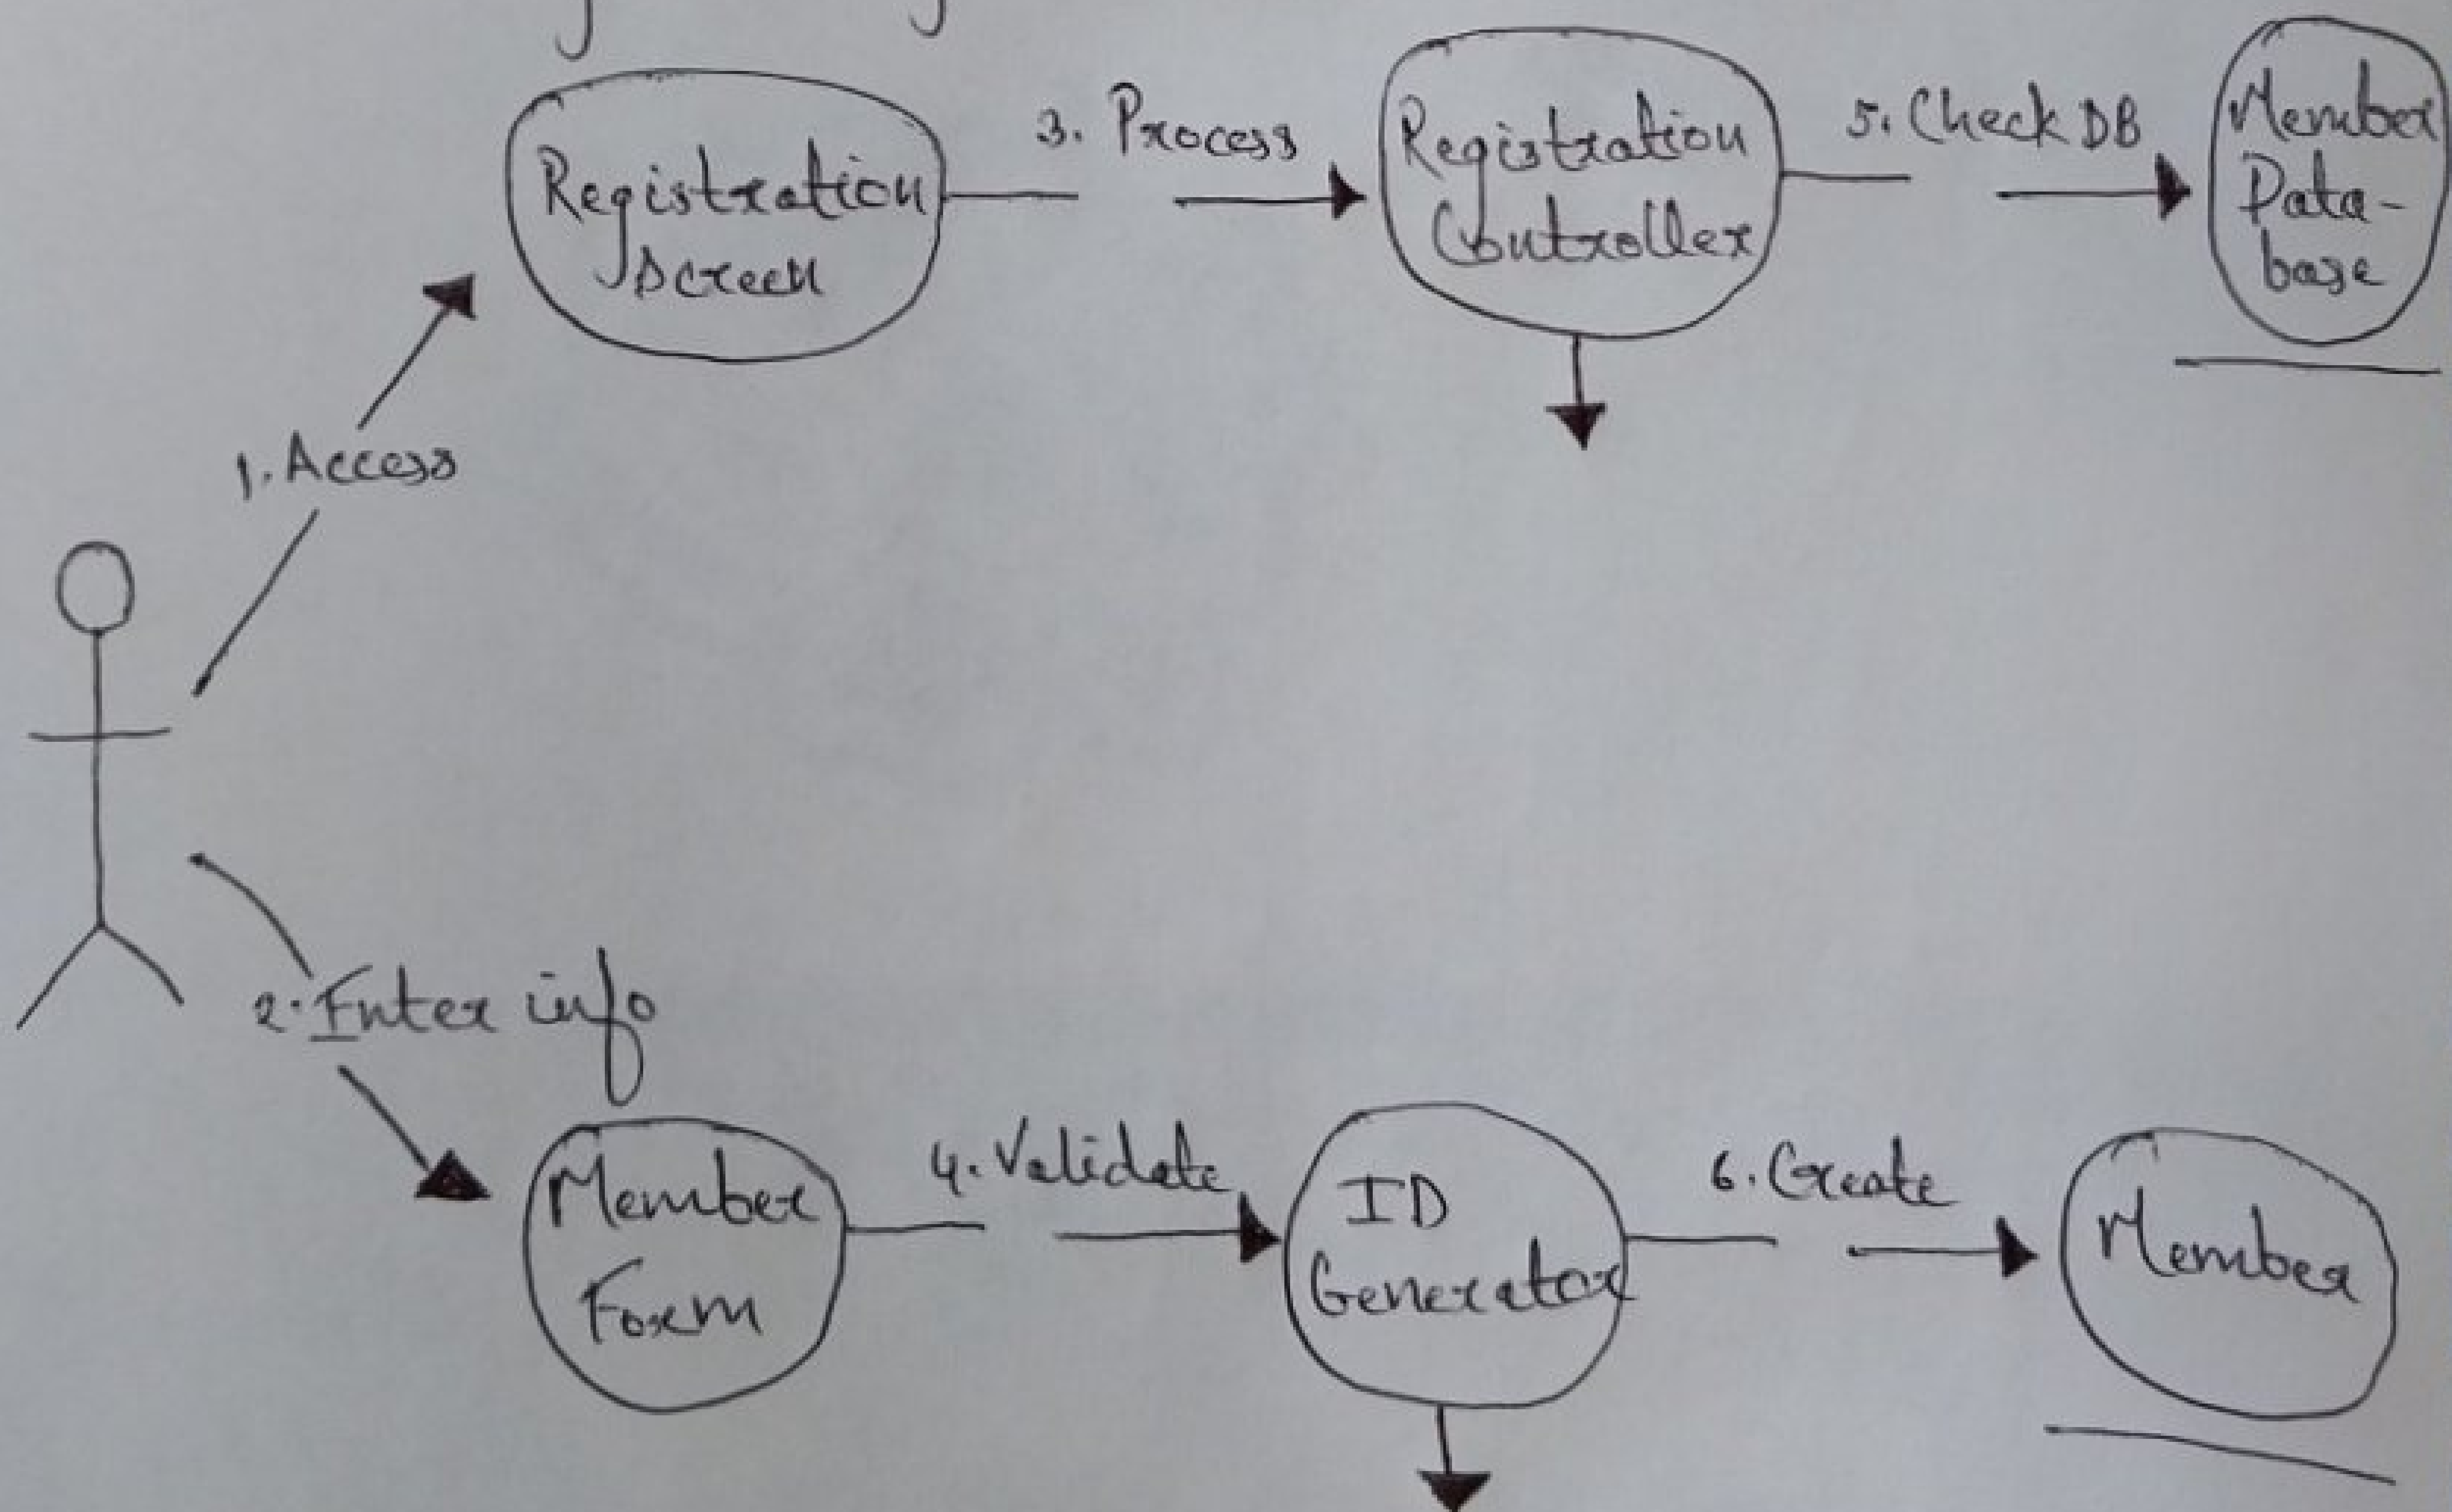 Registration
Screen
3. Process
Registration
Controller
5. Check DB
Member
Data-
base
1. Access
2. Enter info
Member
Form
4. Validate
ID
Generator
6. Create
Member